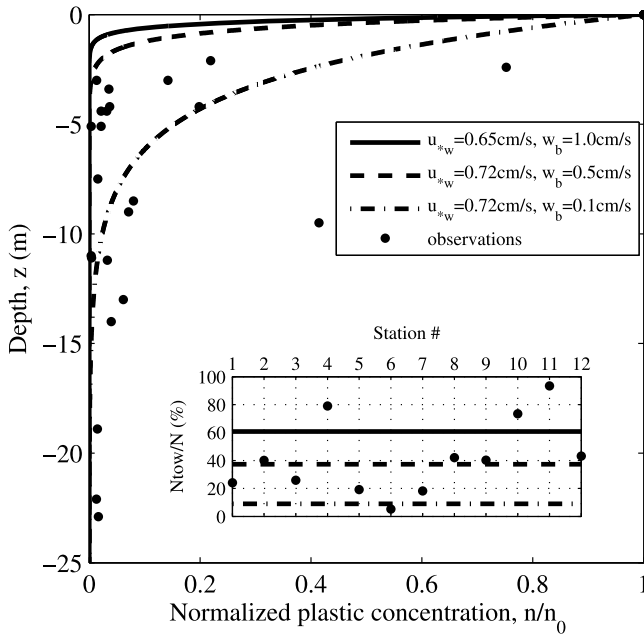 0
−5
−10
−15
−20
−25
Depth, z (m)
u*w=0.65cm/s, wb=1.0cm/s
u*w=0.72cm/s, wb=0.5cm/s
u*w=0.72cm/s, wb=0.1cm/s
observations
Station #
1 2 3 4 5 6 7 8 9 10 11 12
100
80
60
40
20
0
Ntow/N (%)
0 0.2 0.4 0.6 0.8 1
Normalized plastic concentration, n/n0